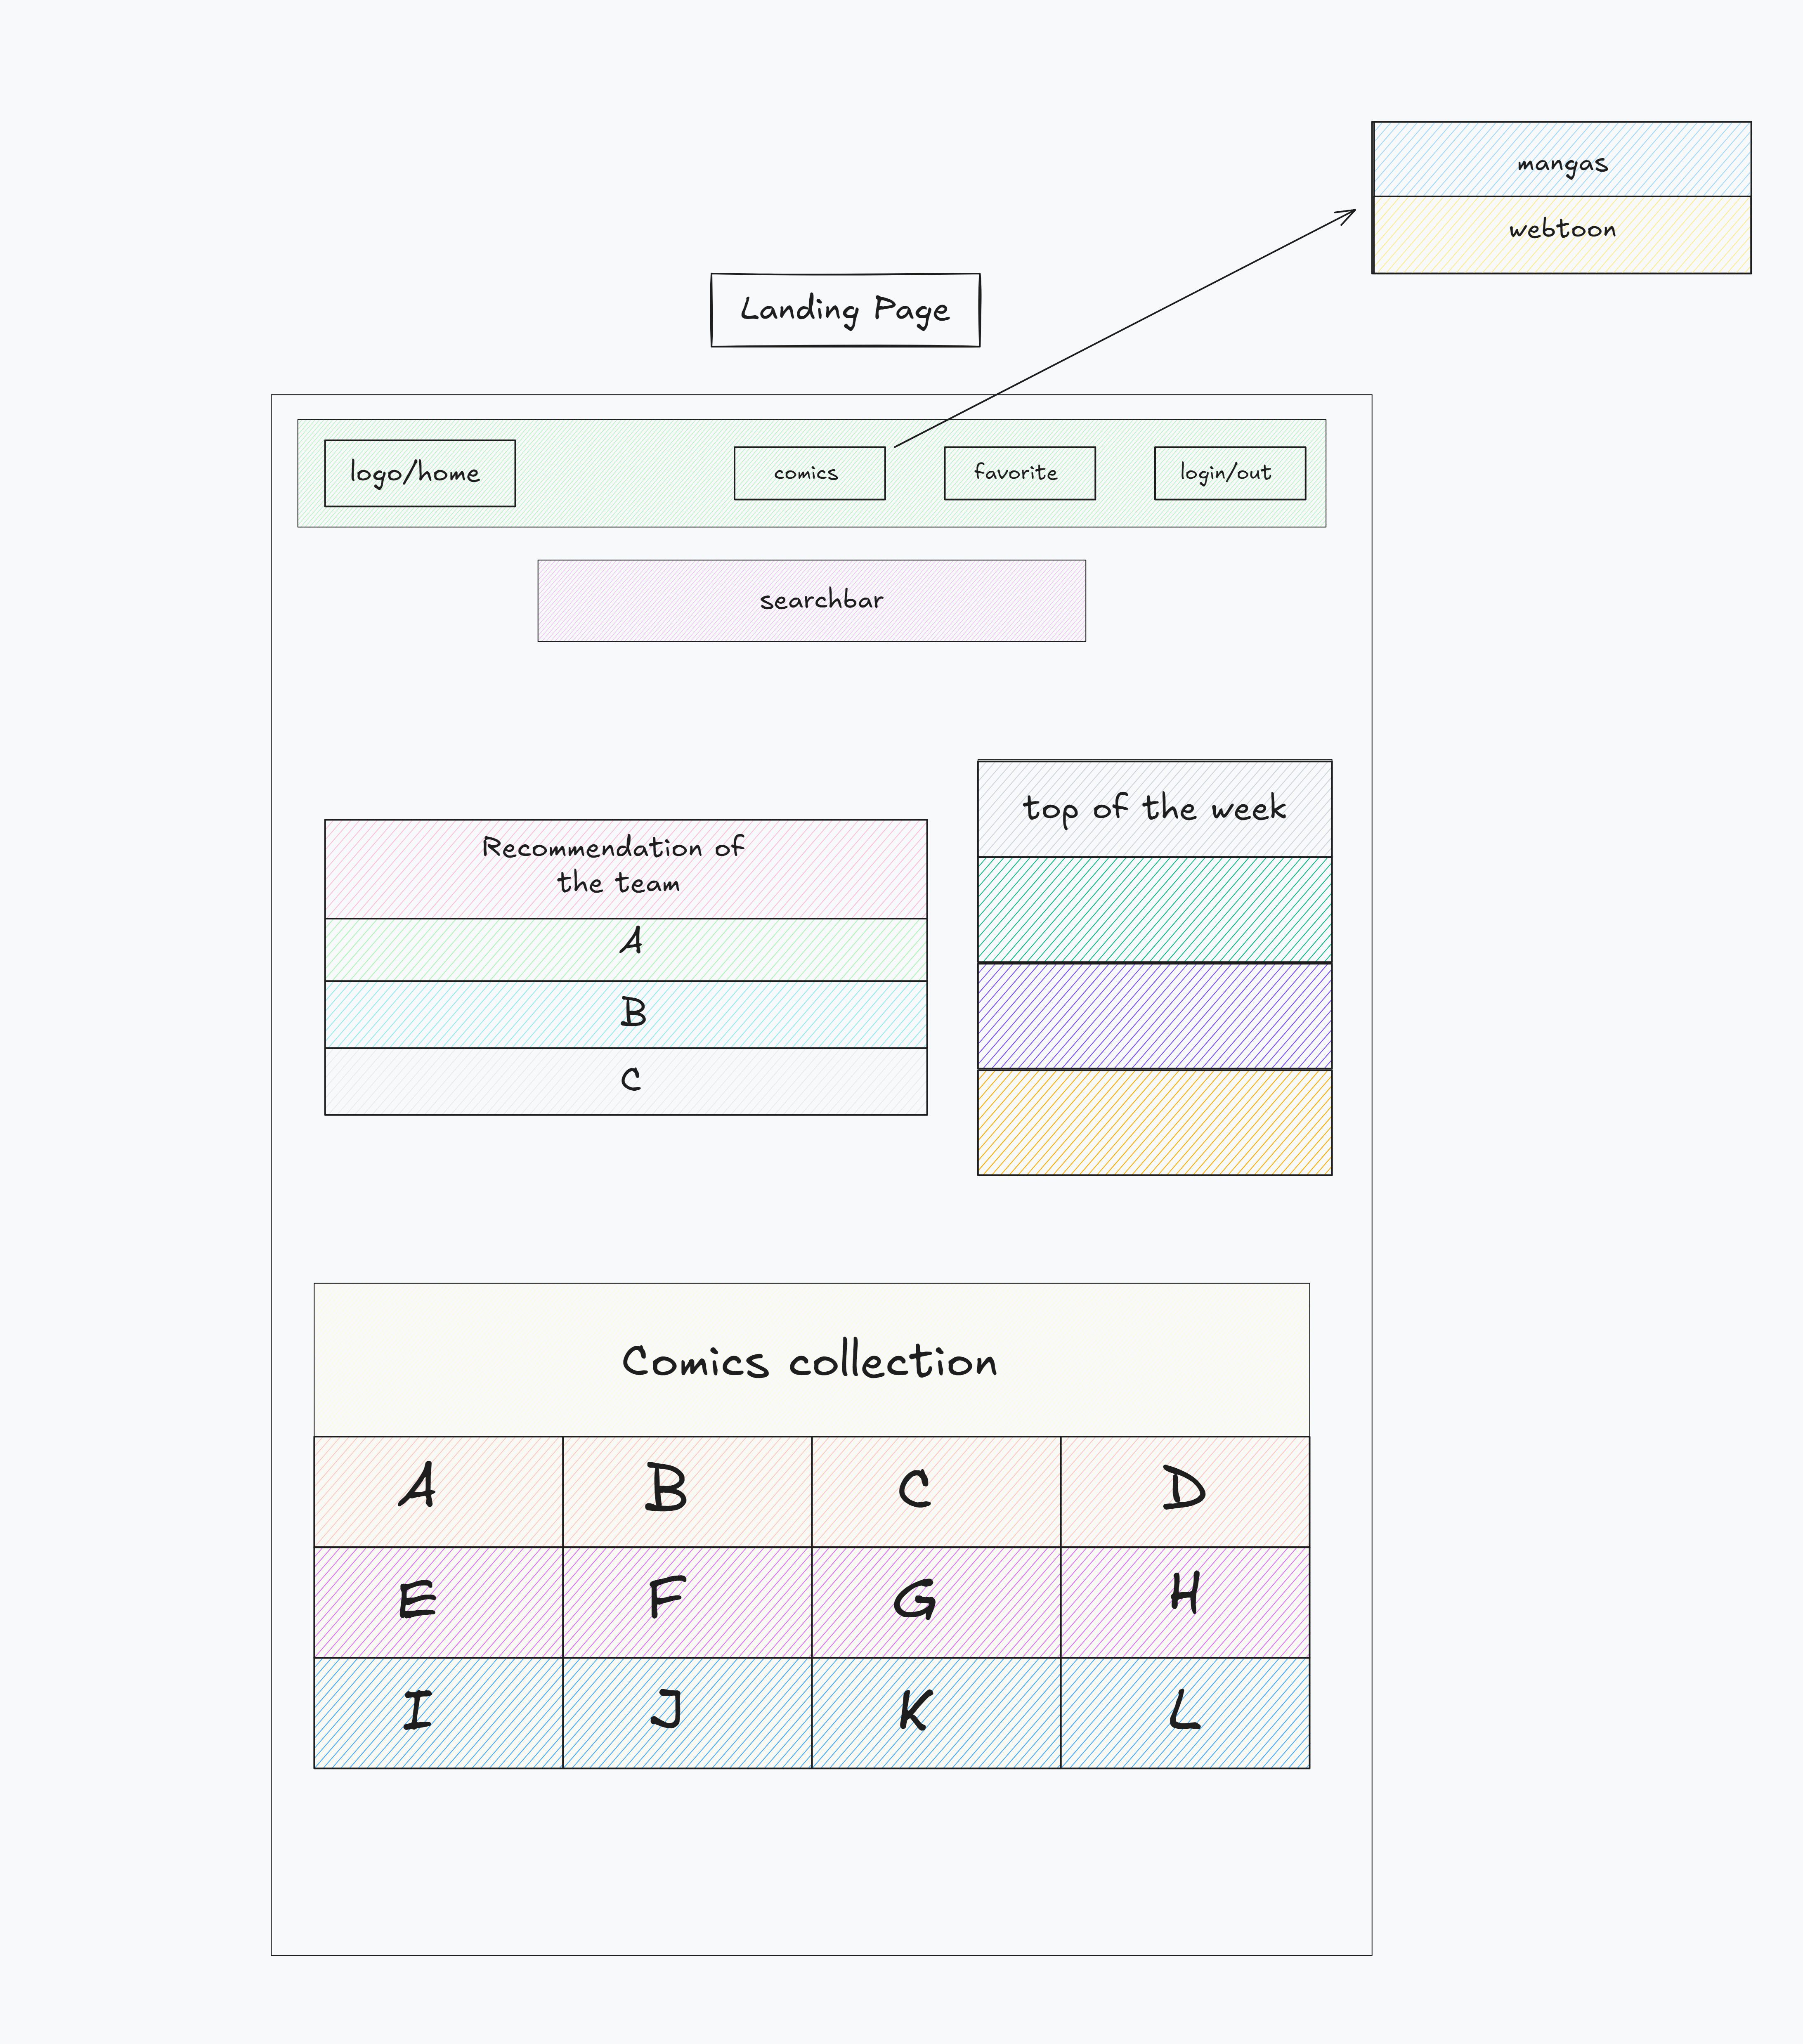 mangas
webtoon
Landing Page
logo/home
comics
favorite
login/out
searchbar
top of the week
Recommendation of
the team
A
B
C
Comics collection
A
B
C
D
E
F
G
H
I
J
K
L